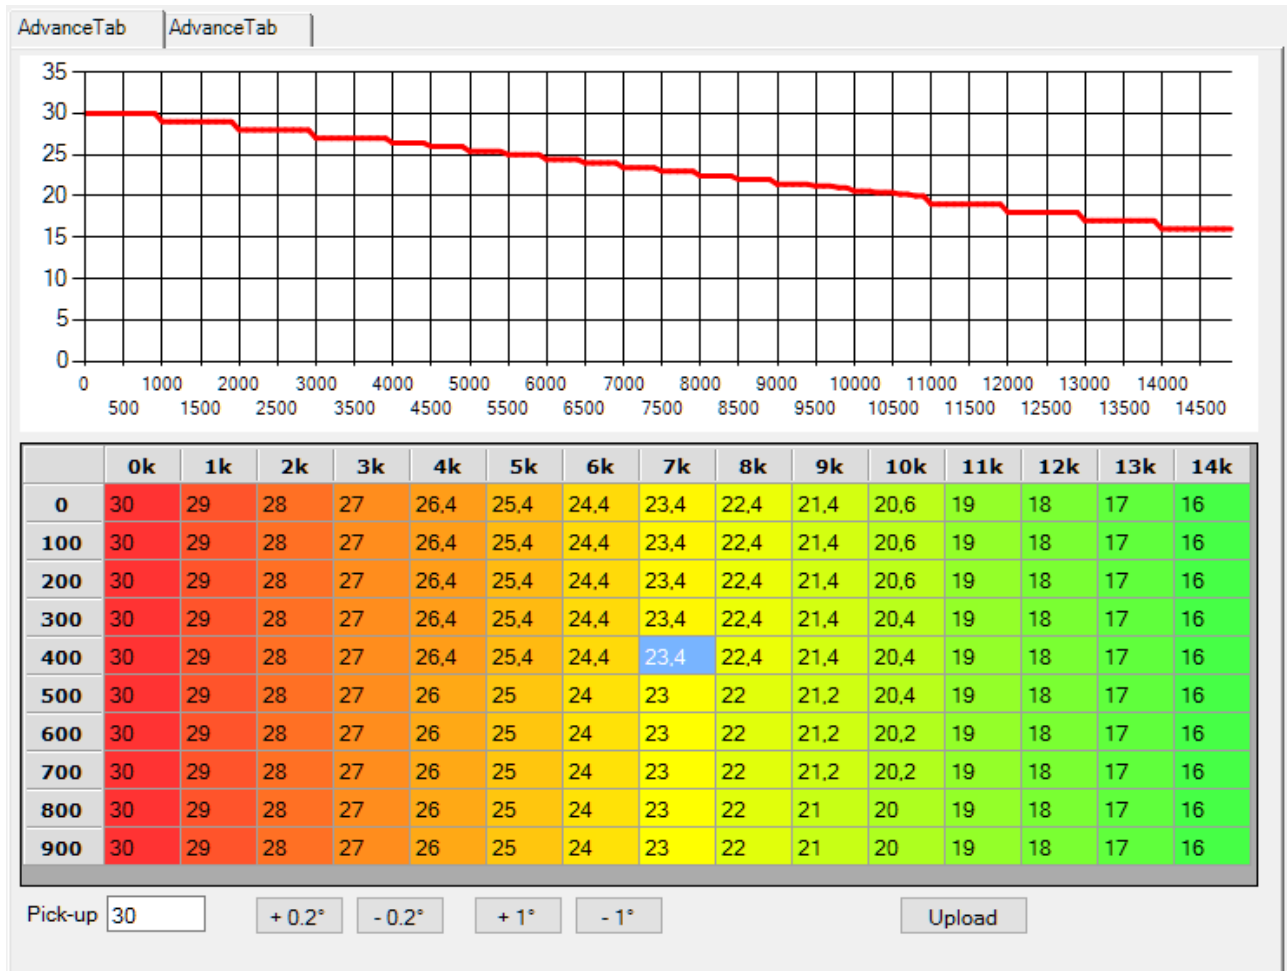 AdvanceTab AdvanceTab
35
30
25
20
15
10
5
0
0 1000 2000 3000 4000 5000 6000 7000 8000 9000 10000 11000 12000 13000 14000
500 1500 2500 3500 4500 5500 6500 7500 8500 9500 10500 11500 12500 13500 14500
0k 1k 2k 3k 4k 5k 6k 7k 8k 9k 10k 11k 12k 13k 14k
0 30 29 28 27 26,4 25,4 24,4 23,4 22,4 21,4 20,6 19 18 17 16
100 30 29 28 27 26,4 25,4 24,4 23,4 22,4 21,4 20,6 19 18 17 16
200 30 29 28 27 26,4 25,4 24,4 23,4 22,4 21,4 20,6 19 18 17 16
300 30 29 28 27 26,4 25,4 24,4 23,4 22,4 21,4 20,4 19 18 17 16
400 30 29 28 27 26,4 25,4 24,4 23,4 22,4 21,4 20,4 19 18 17 16
500 30 29 28 27 26 25 24 23 22 21,2 20,4 19 18 17 16
600 30 29 28 27 26 25 24 23 22 21,2 20,2 19 18 17 16
700 30 29 28 27 26 25 24 23 22 21,2 20,2 19 18 17 16
800 30 29 28 27 26 25 24 23 22 21 20 19 18 17 16
900 30 29 28 27 26 25 24 23 22 21 20 19 18 17 16
Pick-up 30 + 0.2° - 0.2° + 1° - 1° Upload